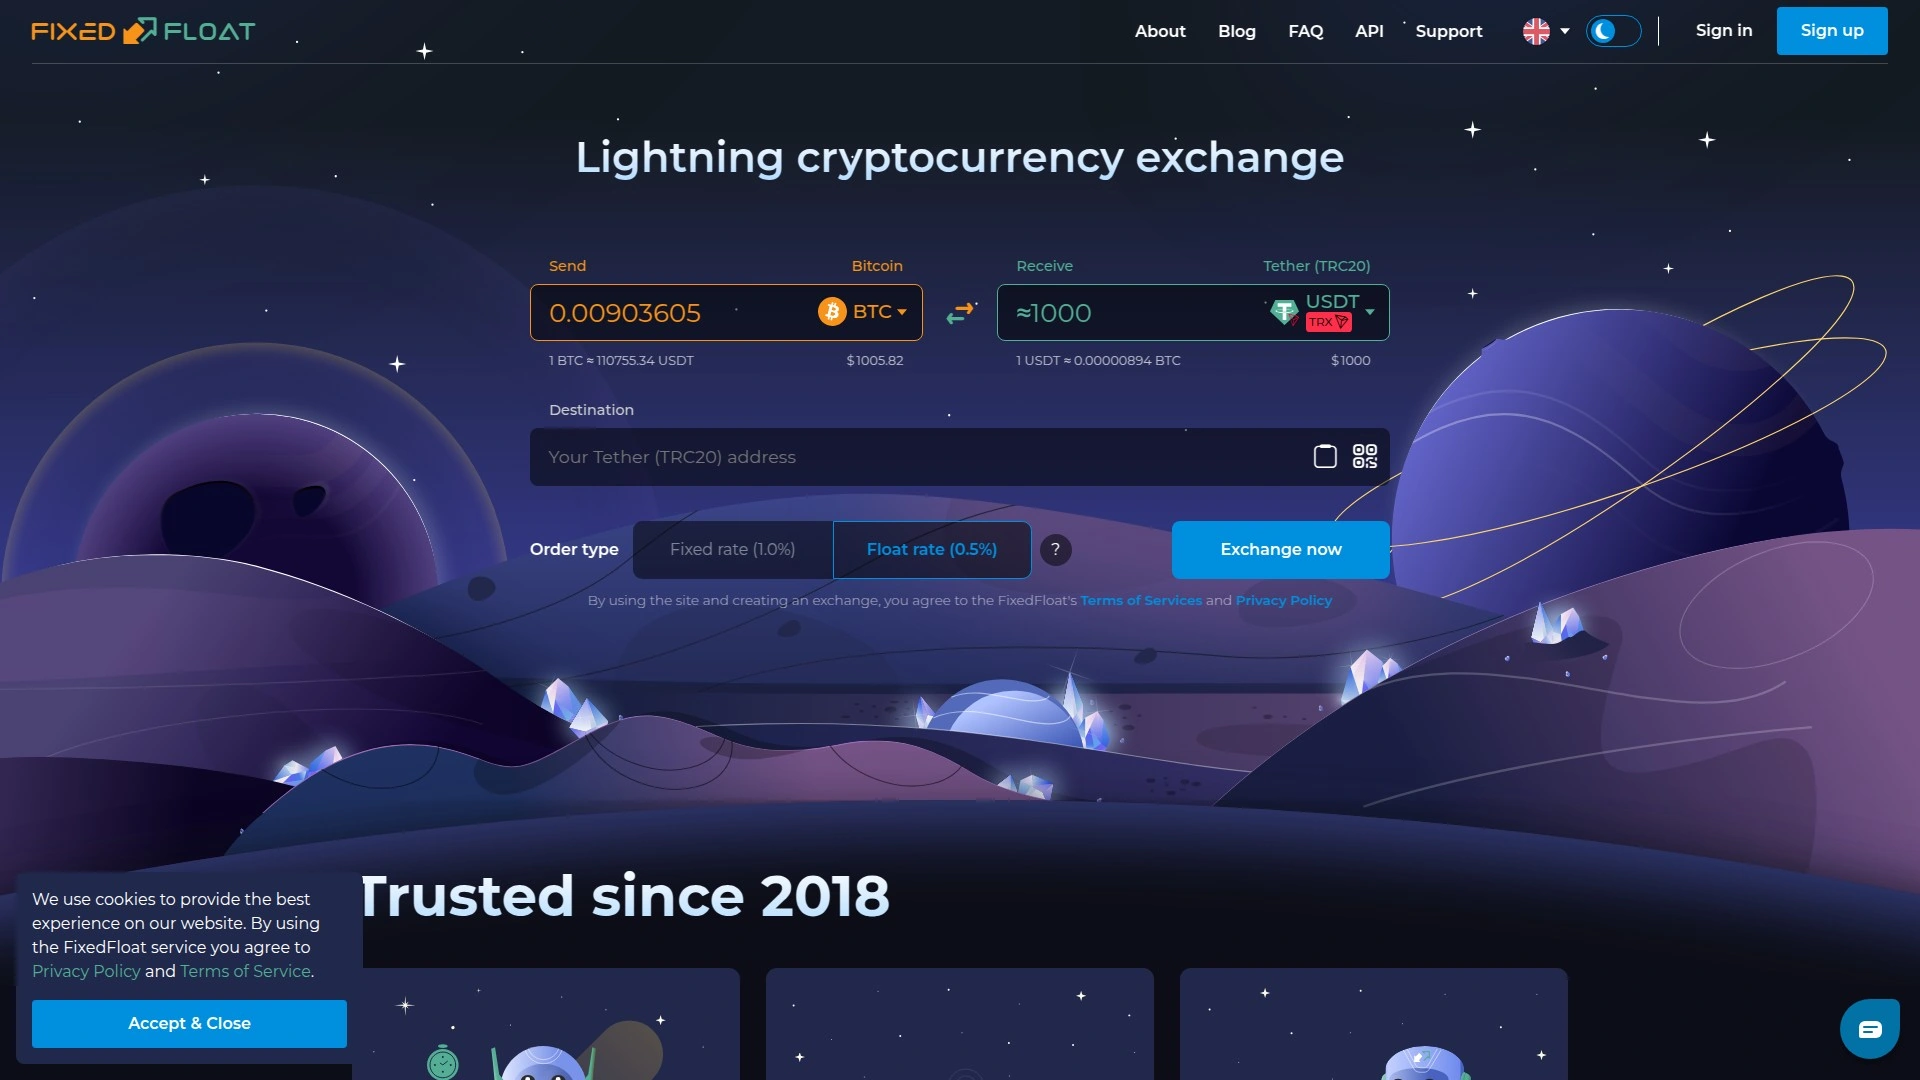 FIXED FLOAT
About Blog FAQ API Support
Sign in
Sign up
Lightning cryptocurrency exchange
Send Bitcoin
0.00903605 BTC
1 BTC ≈ 110755.34 USDT $1005.82
Receive Tether (TRC20)
≈1000 USDT
TRX
1 USDT ≈ 0.00000894 BTC $1000
Destination
Your Tether (TRC20) address
Order type Fixed rate (1.0%) Float rate (0.5%) ? Exchange now
By using the site and creating an exchange, you agree to the FixedFloat's Terms of Services and Privacy Policy
Trusted since 2018
We use cookies to provide the best
experience on our website. By using
the FixedFloat service you agree to
Privacy Policy and Terms of Service.
Accept & Close